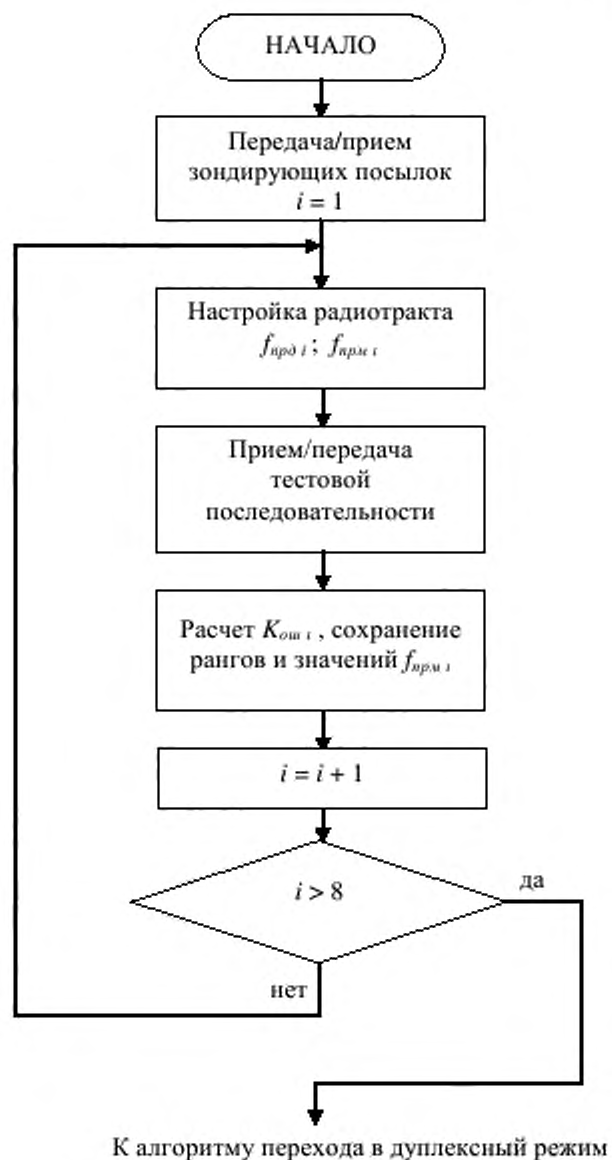 НАЧАЛО
Передача/прием
зондирующих посылок
i = 1
Настройка радиотракта
fпрд i ; fпрм i
Прием/передача
тестовой
последовательности
Расчет Kош i , сохранение
рангов и значений fпрм i
i = i + 1
i > 8
да
нет
К алгоритму перехода в дуплексный режим